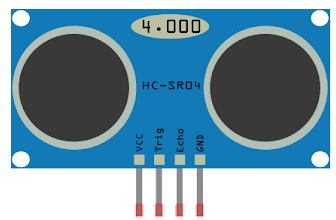 4.000
HC-SR04
VCC
Trig
Echo
GND